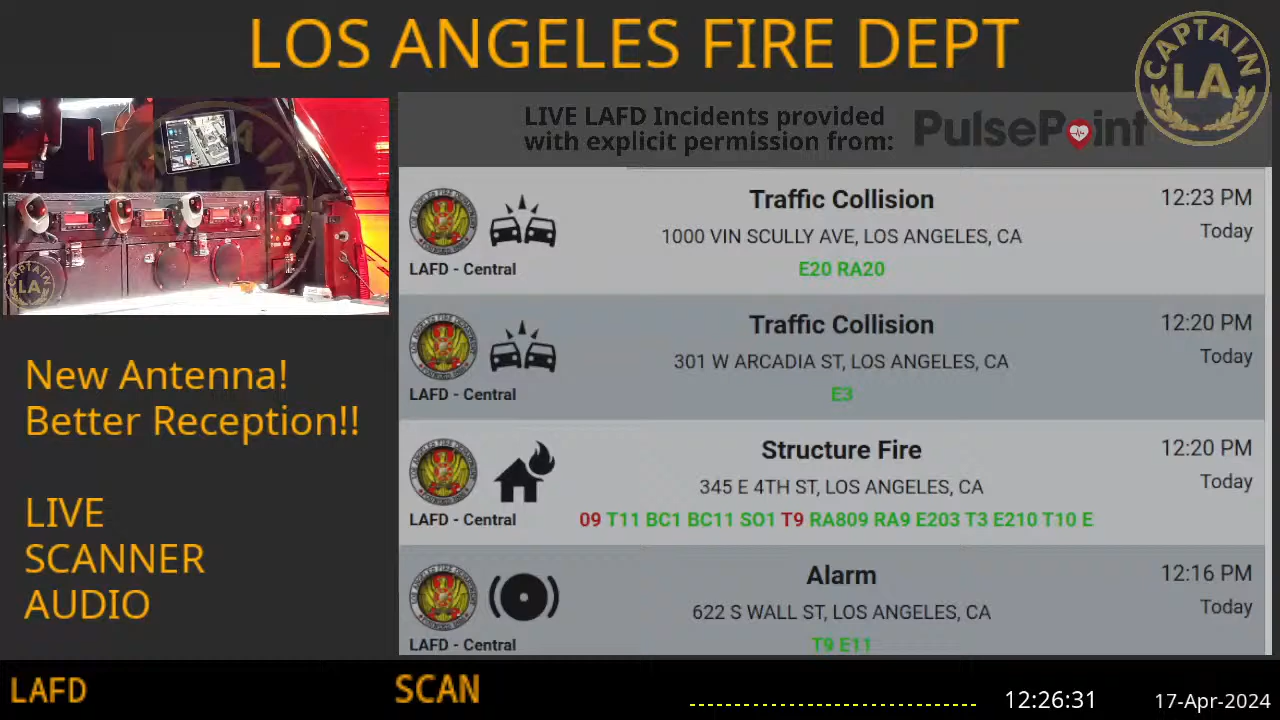 LOS ANGELES FIRE DEPT
CAPTAIN
LA
LIVE LAFD Incidents provided
with explicit permission from:
PulsePoint
Traffic Collision
12:23 PM
1000 VIN SCULLY AVE, LOS ANGELES, CA
Today
LAFD - Central
E20 RA20
Traffic Collision
12:20 PM
301 W ARCADIA ST, LOS ANGELES, CA
Today
LAFD - Central
E3
Structure Fire
12:20 PM
345 E 4TH ST, LOS ANGELES, CA
Today
LAFD - Central
09 T11 BC1 BC11 SO1 T9 RA809 RA9 E203 T3 E210 T10 E
Alarm
12:16 PM
622 S WALL ST, LOS ANGELES, CA
Today
LAFD - Central
T9 E11
CAPTAIN
LA
New Antenna!
Better Reception!!
LIVE
SCANNER
AUDIO
LAFD
SCAN
12:26:31
17-Apr-2024